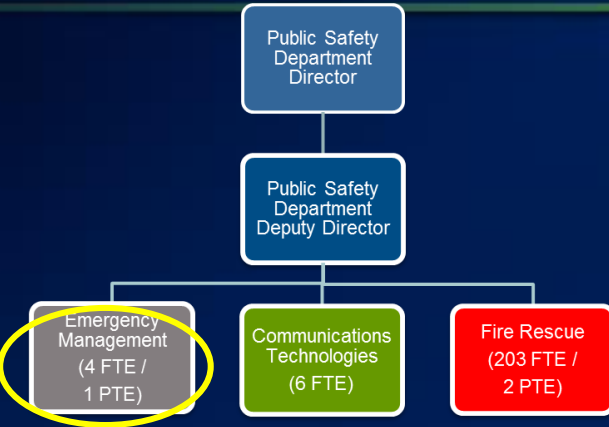 Public Safety
Department
Director
Public Safety
Department
Deputy Director
Emergency
Management
(4 FTE /
1 PTE)
Communications
Technologies
(6 FTE)
Fire Rescue
(203 FTE /
2 PTE)